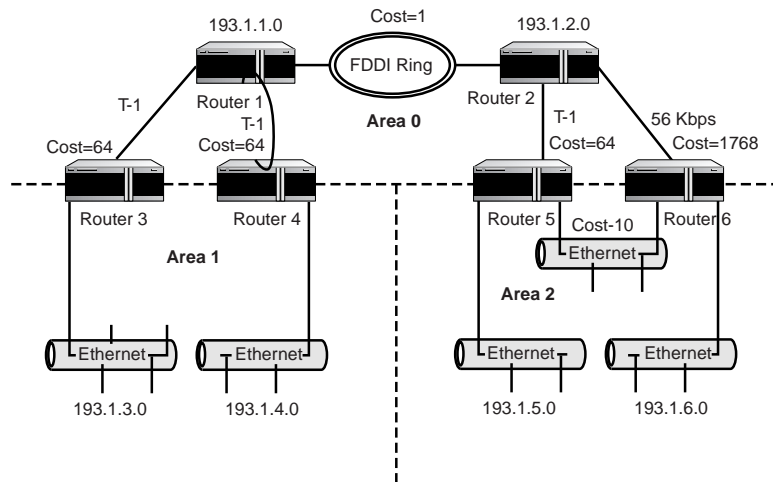 Cost=1
193.1.1.0
193.1.2.0
FDDI Ring
Router 1
Router 2
T-1
T-1
T-1
56 Kbps
Area 0
Cost=64
Cost=64
Cost=64
Cost=1768
Router 3
Router 4
Router 5
Router 6
Cost-10
Area 1
Ethernet
Area 2
Ethernet
Ethernet
Ethernet
Ethernet
193.1.3.0
193.1.4.0
193.1.5.0
193.1.6.0